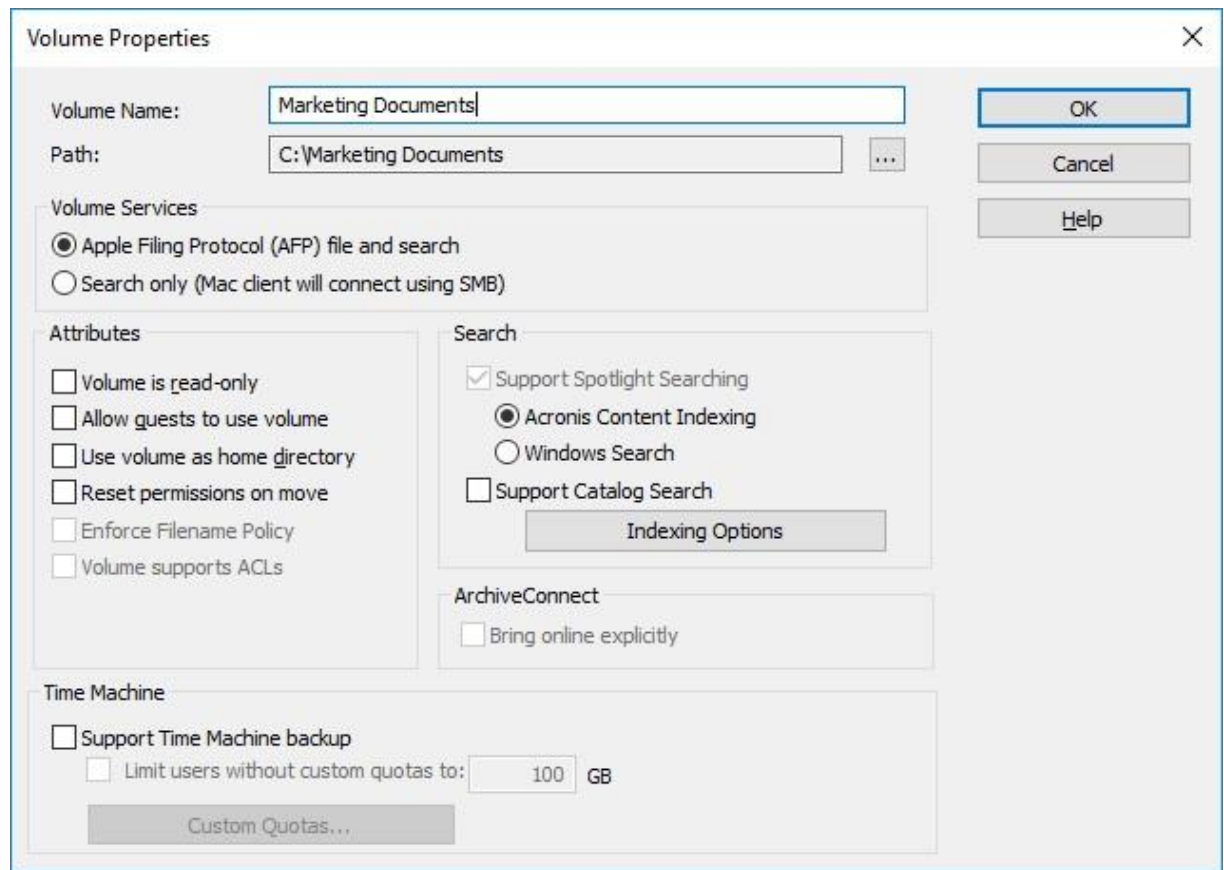 Volume Properties
Volume Name:
Marketing Documents
OK
Path:
C:\Marketing Documents
...
Cancel
Help
Volume Services
Apple Filing Protocol (AFP) file and search
Search only (Mac client will connect using SMB)
Attributes
Volume is read-only
Allow guests to use volume
Use volume as home directory
Reset permissions on move
Enforce Filename Policy
Volume supports ACLs
Search
Support Spotlight Searching
Acronis Content Indexing
Windows Search
Support Catalog Search
Indexing Options
ArchiveConnect
Bring online explicitly
Time Machine
Support Time Machine backup
Limit users without custom quotas to: 100 GB
Custom Quotas...